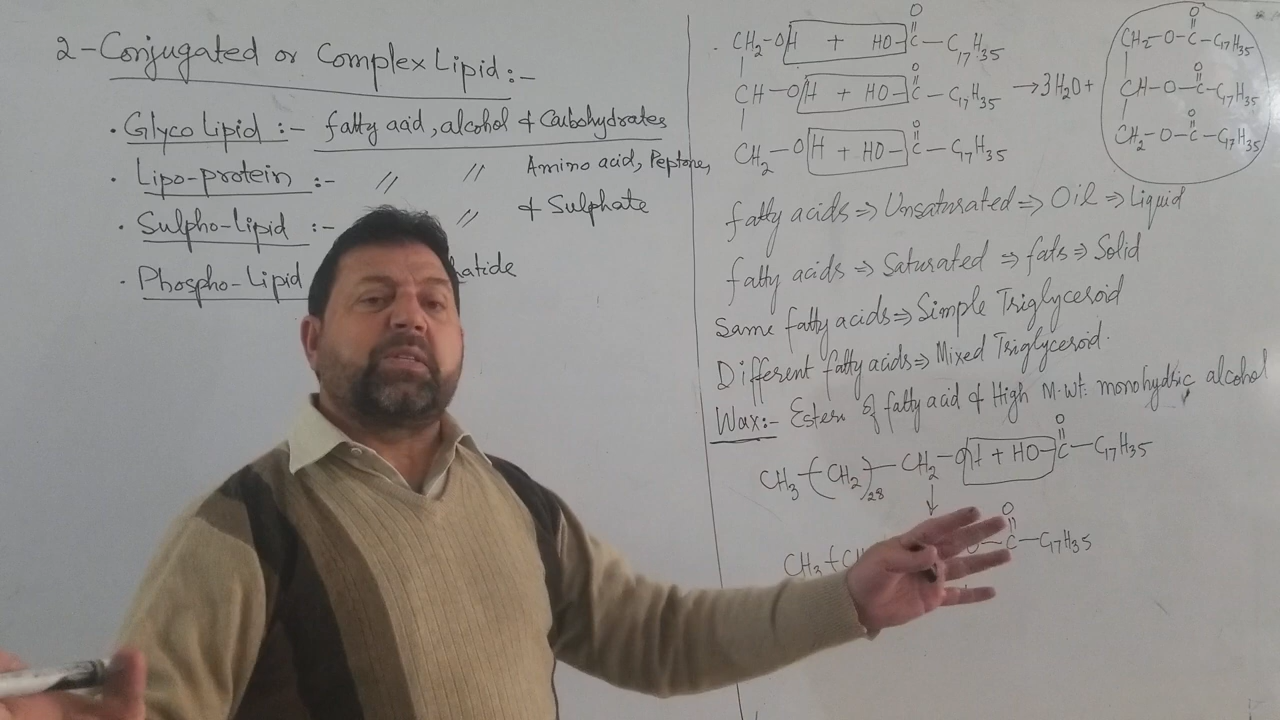 2-Conjugated or Complex Lipid:-
· Glyco Lipid :- fatty acid, alcohol & Carbohydrates
· Lipo-protein :- " " Amino acid, Peptone,
· Sulpho-Lipid :- " & Sulphate
· Phospho-Lipid hatide
CH₂-OH + HO-C-C₁₇H₃₅
O
CH-OH + HO-C-C₁₇H₃₅ → 3H₂O +
O
CH₂-OH + HO-C-C₁₇H₃₅
O
CH₂-O-C-C₁₇H₃₅
O
CH-O-C-C₁₇H₃₅
O
CH₂-O-C-C₁₇H₃₅
O
fatty acids ⇒ Unsaturated ⇒ Oil ⇒ Liquid
fatty acids ⇒ Saturated ⇒ fats ⇒ Solid
Same fatty acids ⇒ Simple Triglyceroid
Different fatty acids ⇒ Mixed Triglyceroid.
Wax:- Esters of fatty acid & High M.wt. monohydric alcohol
CH₃-(CH₂)₂₈-CH₂-OH + HO-C-C₁₇H₃₅
O
↓
CH₃+C O-C-C₁₇H₃₅
O